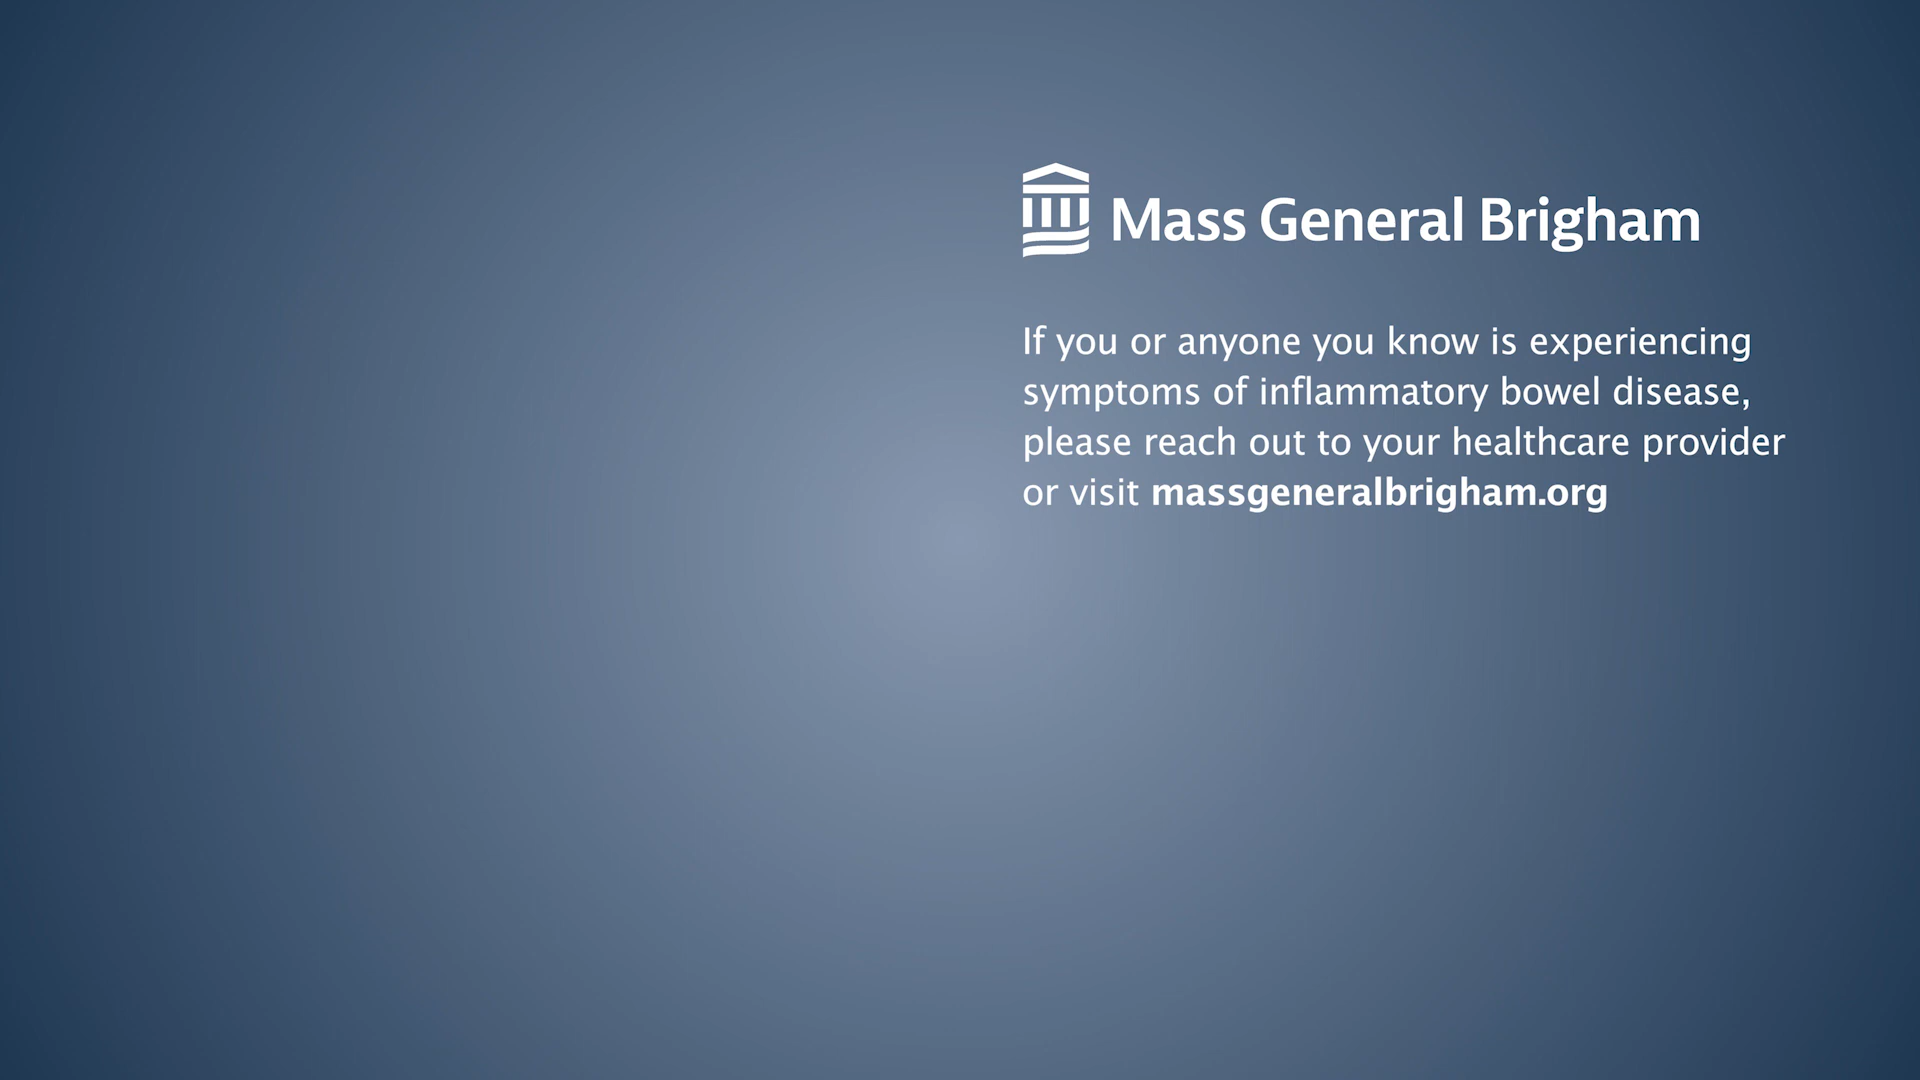 Mass General Brigham
If you or anyone you know is experiencing
symptoms of inflammatory bowel disease,
please reach out to your healthcare provider
or visit massgeneralbrigham.org